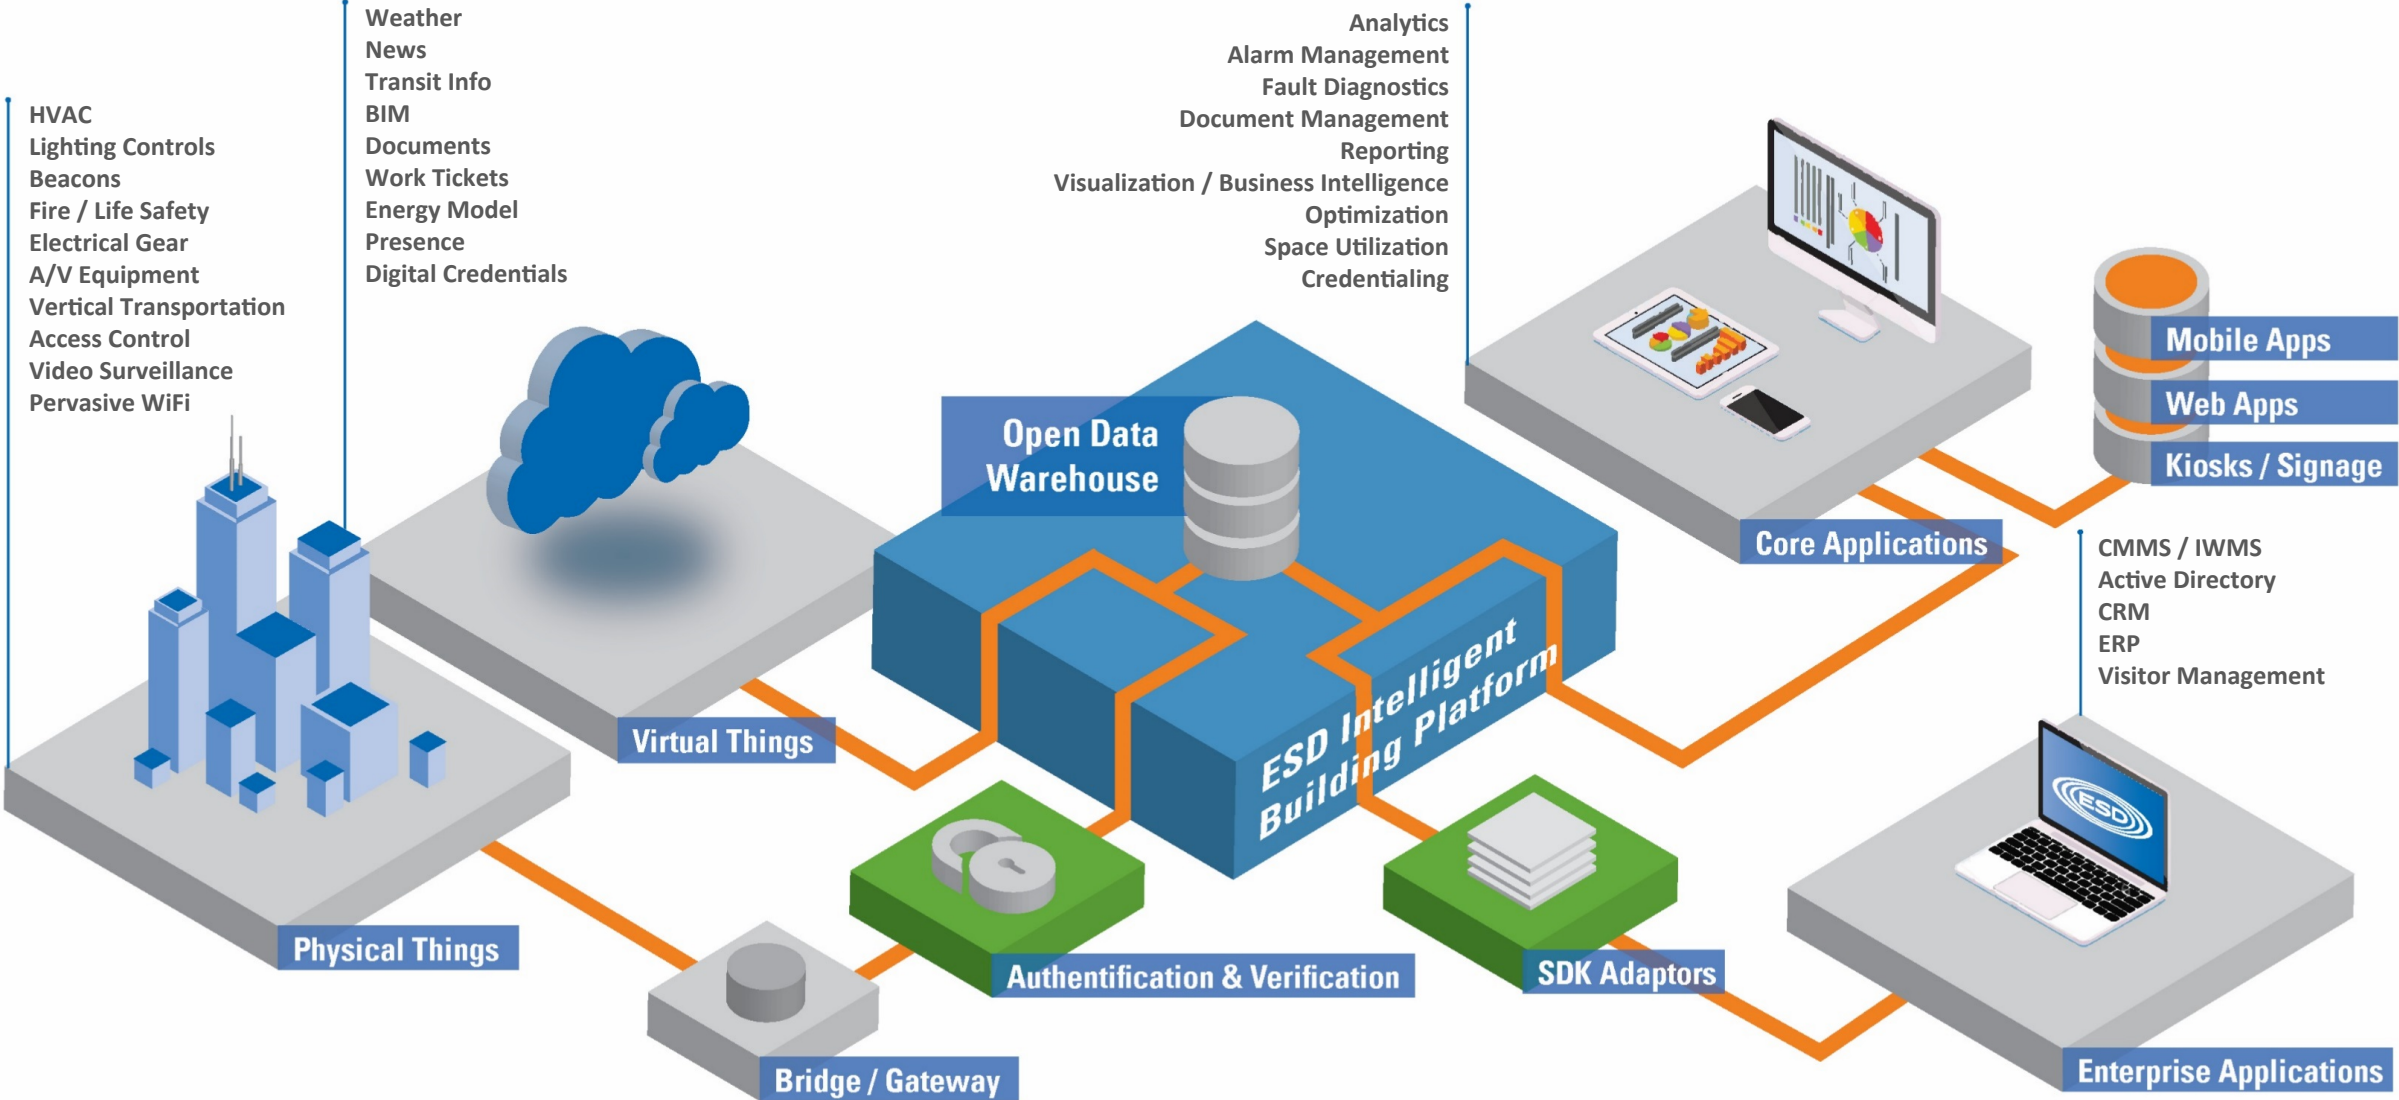 HVAC
Lighting Controls
Beacons
Fire / Life Safety
Electrical Gear
A/V Equipment
Vertical Transportation
Access Control
Video Surveillance
Pervasive WiFi
Weather
News
Transit Info
BIM
Documents
Work Tickets
Energy Model
Presence
Digital Credentials
Analytics
Alarm Management
Fault Diagnostics
Document Management
Reporting
Visualization / Business Intelligence
Optimization
Space Utilization
Credentialing
Mobile Apps
Web Apps
Kiosks / Signage
Open Data
Warehouse
Core Applications
CMMS / IWMS
Active Directory
CRM
ERP
Visitor Management
ESD Intelligent
Building Platform
Virtual Things
Physical Things
Authentification & Verification
SDK Adaptors
ESD
Bridge / Gateway
Enterprise Applications